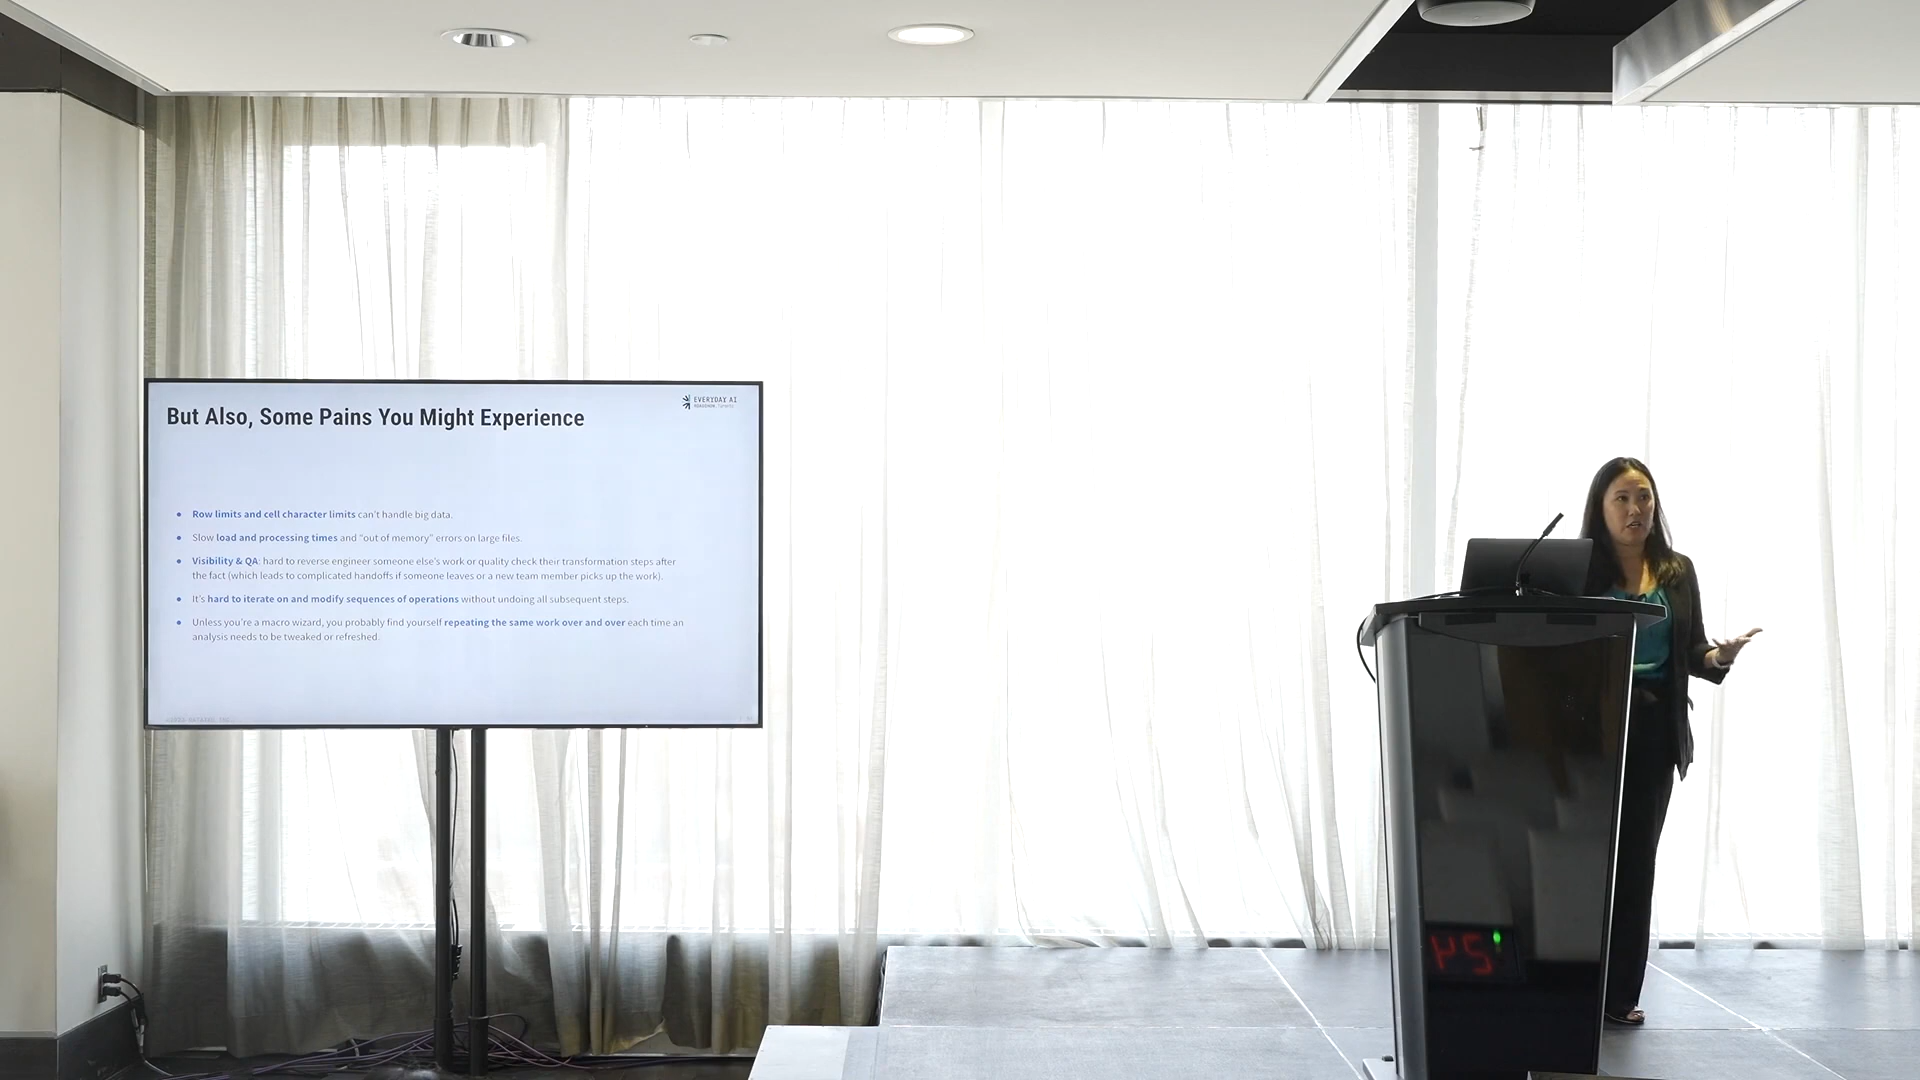 But Also, Some Pains You Might Experience
EVERYDAY AI
ROADSHOW
• Row limits and cell character limits can't handle big data.
• Slow load and processing times and “out of memory” errors on large files.
• Visibility & QA: hard to reverse engineer someone else's work or quality check their transformation steps after
the fact (which leads to complicated handoffs if someone leaves or a new team member picks up the work).
• It's hard to iterate on and modify sequences of operations without undoing all subsequent steps.
• Unless you're a macro wizard, you probably find yourself repeating the same work over and over each time an
analysis needs to be tweaked or refreshed.